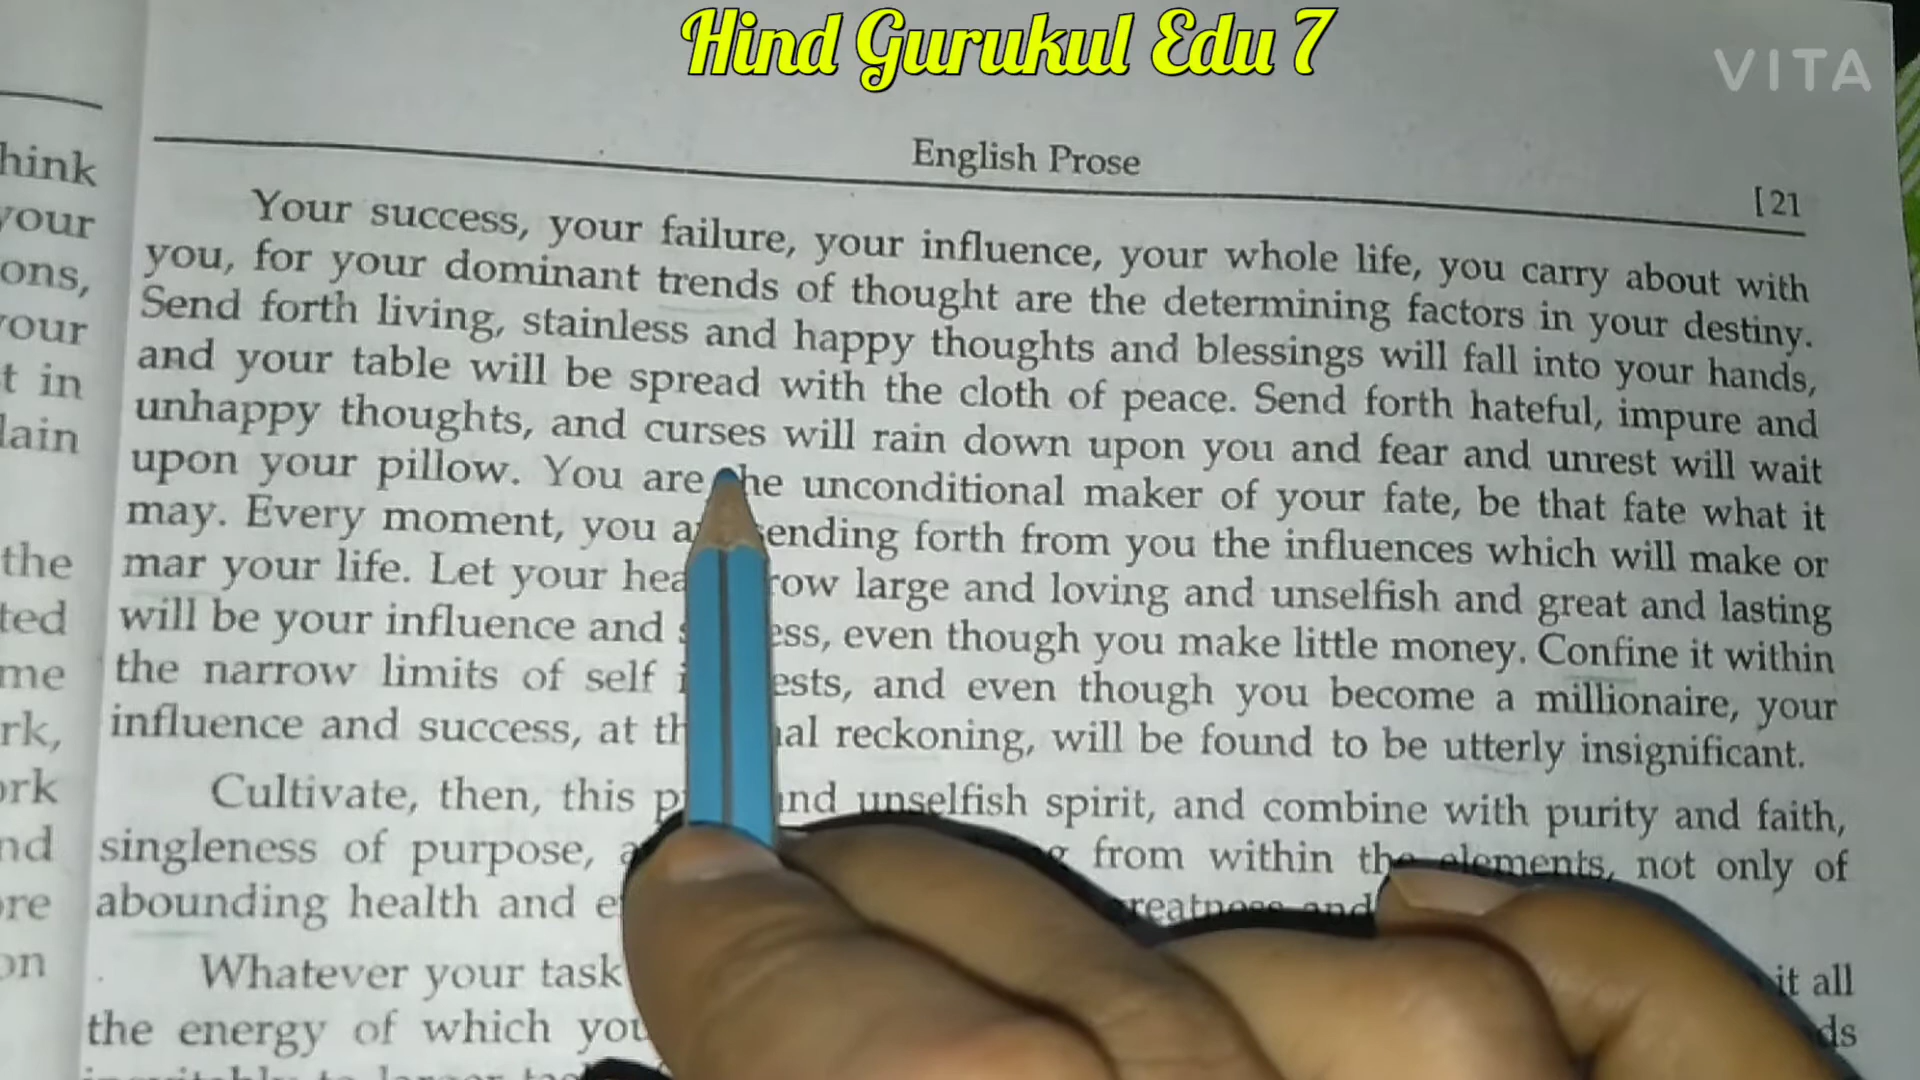 Hind Gurukul Edu 7
VITA
English Prose
[21
hink
your
ons,
your
t in
lain
the
ted
me
rk,
ork
nd
ore
on
Your success, your failure, your influence, your whole life, you carry about with
you, for your dominant trends of thought are the determining factors in your destiny.
Send forth living, stainless and happy thoughts and blessings will fall into your hands,
and your table will be spread with the cloth of peace. Send forth hateful, impure and
unhappy thoughts, and curses will rain down upon you and fear and unrest will wait
upon your pillow. You are the unconditional maker of your fate, be that fate what it
may. Every moment, you sending forth from you the influences which will make or
mar your life. Let your large and loving and unselfish and great and lasting
will be your influence and even though you make little money. Confine it within
the narrow limits of self and even though you become a millionaire, your
influence and success, at reckoning, will be found to be utterly insignificant.
Cultivate, then, this and unselfish spirit, and combine with purity and faith,
singleness of purpose, from within the elements, not only of
abounding health and greatness and
Whatever your task it all
the energy of which you